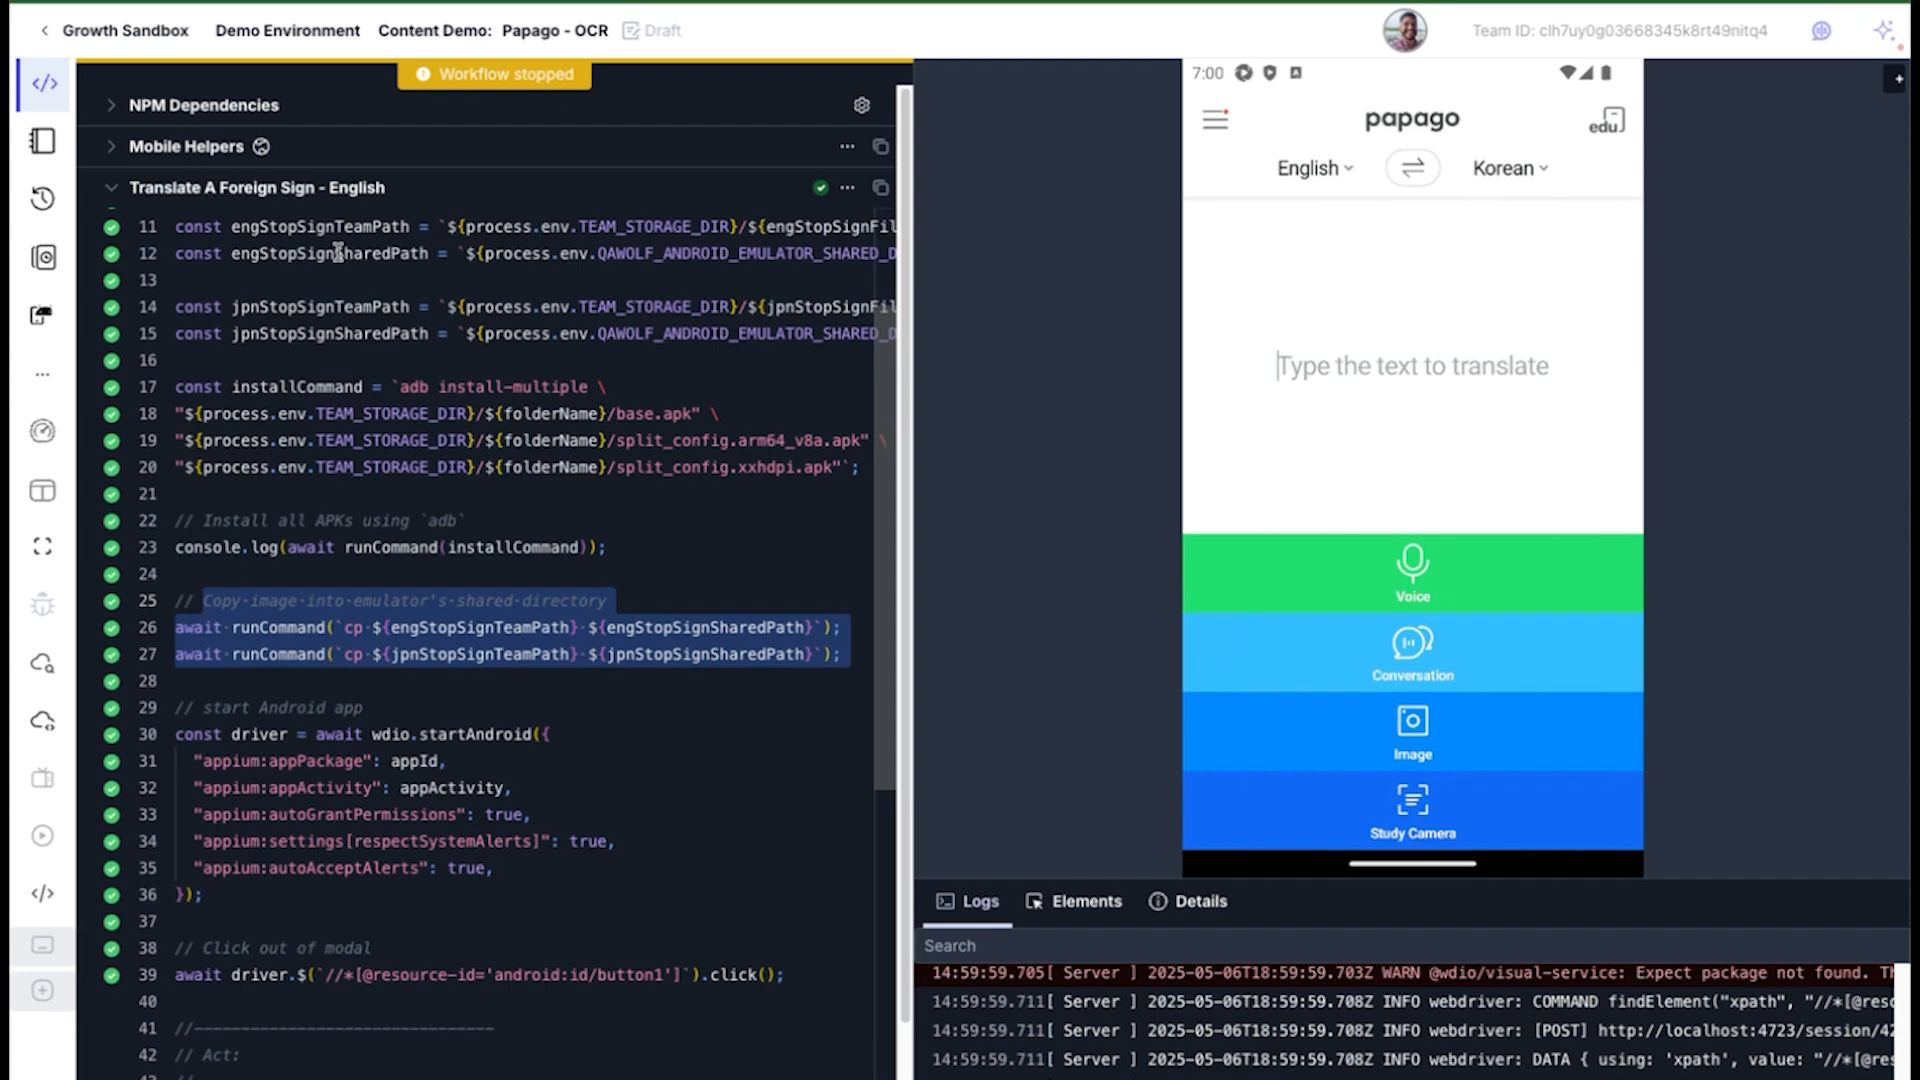 Growth Sandbox Demo Environment Content Demo: Papago - OCR Draft
Team ID: clh7uy0g03668345k8rt49nitq4
Workflow stopped
NPM Dependencies
Mobile Helpers
Translate A Foreign Sign - English
11 const engStopSignTeamPath = `${process.env.TEAM_STORAGE_DIR}/${engStopSignFil
12 const engStopSignSharedPath = `${process.env.QAWOLF_ANDROID_EMULATOR_SHARED_D
13
14 const jpnStopSignTeamPath = `${process.env.TEAM_STORAGE_DIR}/${jpnStopSignFil
15 const jpnStopSignSharedPath = `${process.env.QAWOLF_ANDROID_EMULATOR_SHARED_D
16
17 const installCommand = `adb install-multiple \
18 "${process.env.TEAM_STORAGE_DIR}/${folderName}/base.apk" \
19 "${process.env.TEAM_STORAGE_DIR}/${folderName}/split_config.arm64_v8a.apk" \
20 "${process.env.TEAM_STORAGE_DIR}/${folderName}/split_config.xxhdpi.apk"`;
21
22 // Install all APKs using `adb`
23 console.log(await runCommand(installCommand));
24
25 // Copy image into emulator's shared directory
26 await runCommand(`cp ${engStopSignTeamPath} ${engStopSignSharedPath}`);
27 await runCommand(`cp ${jpnStopSignTeamPath} ${jpnStopSignSharedPath}`);
28
29 // start Android app
30 const driver = await wdio.startAndroid({
31 "appium:appPackage": appId,
32 "appium:appActivity": appActivity,
33 "appium:autoGrantPermissions": true,
34 "appium:settings[respectSystemAlerts]": true,
35 "appium:autoAcceptAlerts": true,
36 });
37
38 // Click out of modal
39 await driver.$(`//*[@resource-id='android:id/button1']`).click();
40
41 //--------------------------------
42 // Act:
7:00
papago
edu
English Korean
Type the text to translate
Voice
Conversation
Image
Study Camera
Logs Elements Details
Search
14:59:59.705[ Server ] 2025-05-06T18:59:59.703Z WARN @wdio/visual-service: Expect package not found. Th
14:59:59.711[ Server ] 2025-05-06T18:59:59.708Z INFO webdriver: COMMAND findElement("xpath", "//*[@reso
14:59:59.711[ Server ] 2025-05-06T18:59:59.708Z INFO webdriver: [POST] http://localhost:4723/session/42
14:59:59.711[ Server ] 2025-05-06T18:59:59.708Z INFO webdriver: DATA { using: 'xpath', value: "//*[@res